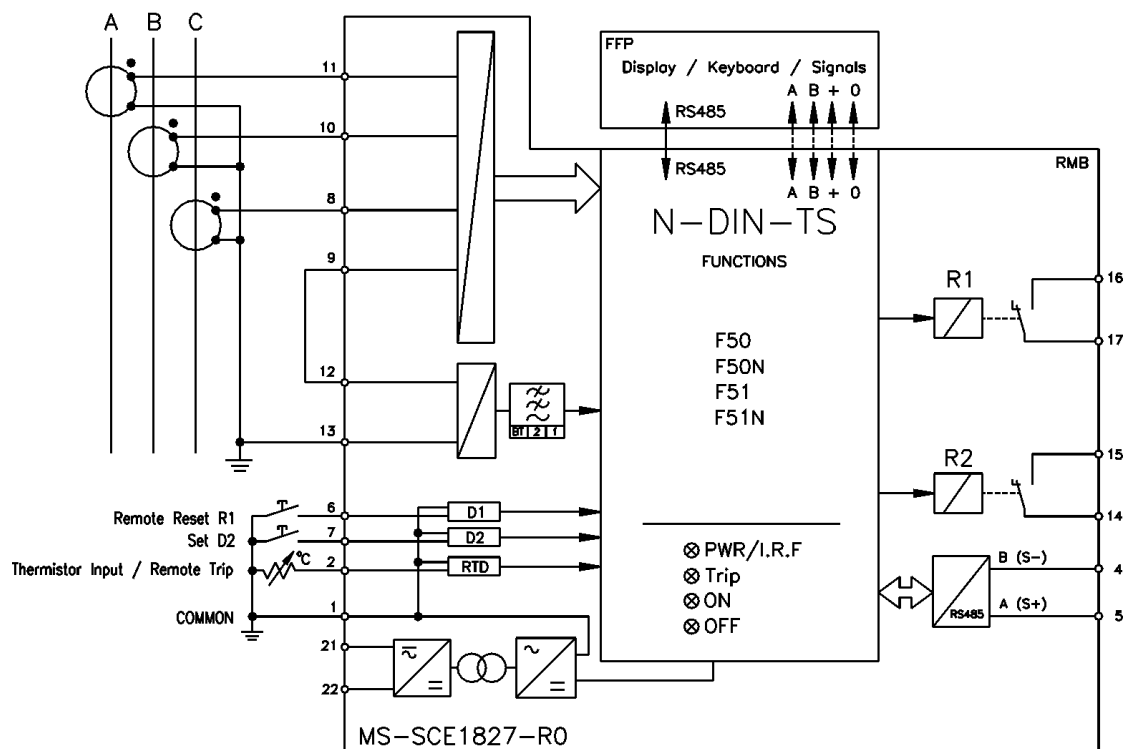 A B C
FFP
Display / Keyboard / Signals
A B + 0
RS485
RS485
A B + 0
RMB
N-DIN-TS
FUNCTIONS
F50
F50N
F51
F51N
11
10
8
9
12
13
BT 2 1
R1
16
17
R2
15
14
Remote Reset R1
6
D1
Set D2
7
D2
Thermistor Input / Remote Trip
°C
2
RTD
COMMON
1
21
22
PWR/I.R.F
Trip
ON
OFF
RS485
B (S-)
4
A (S+)
5
MS-SCE1827-R0